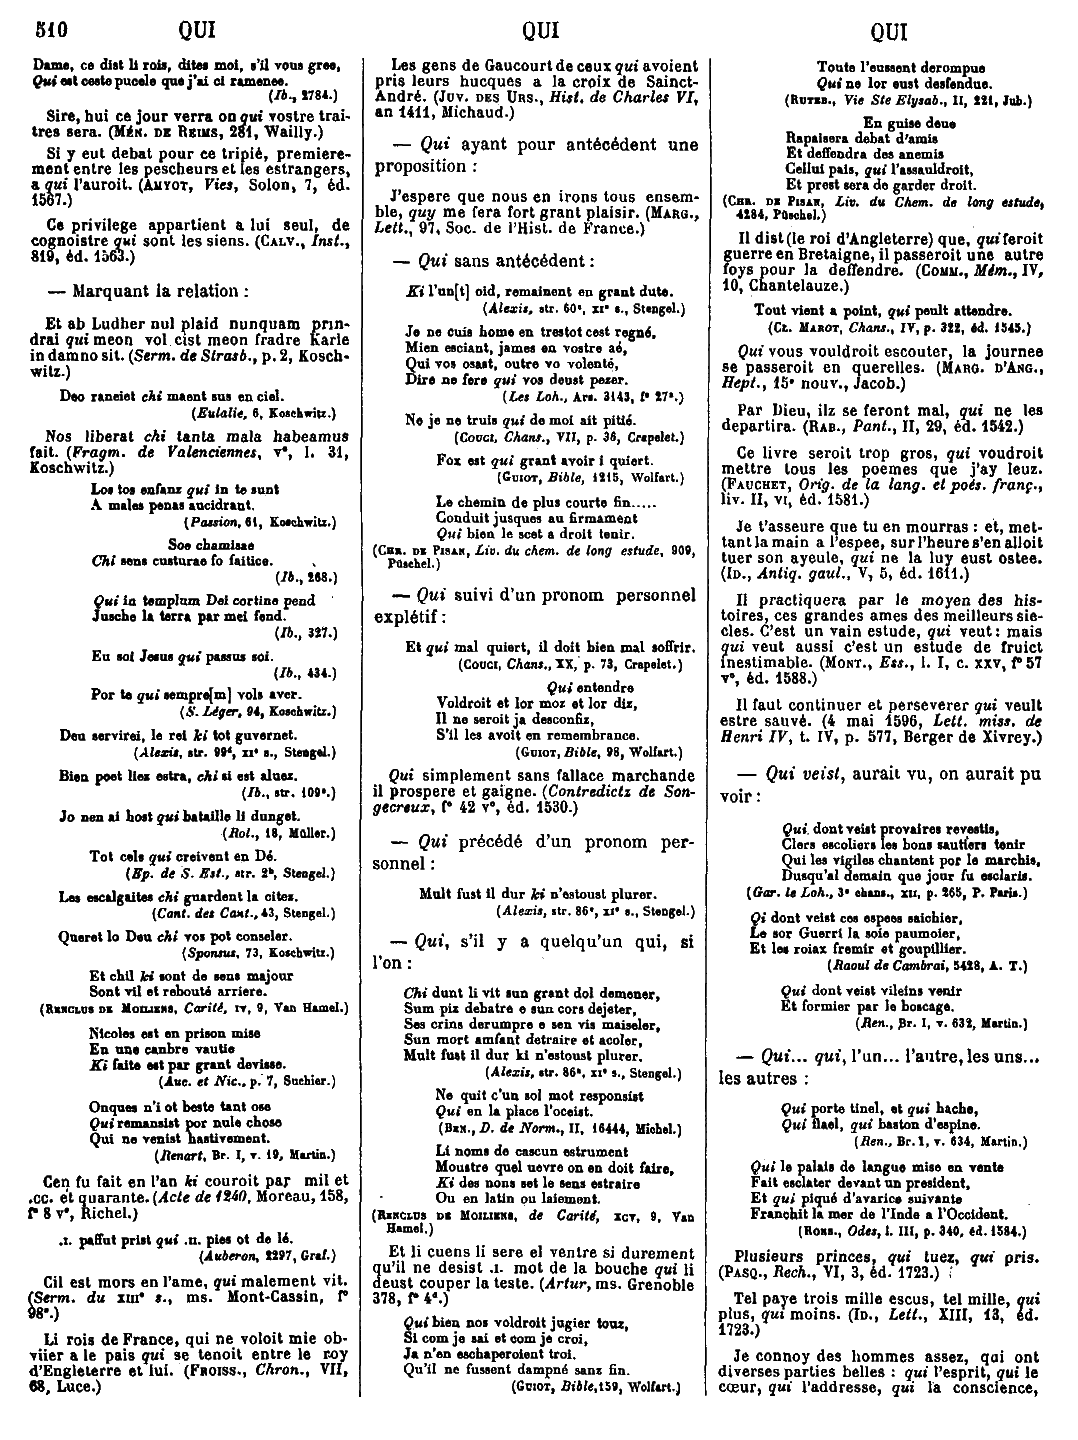 510 QUI QUI QUI
Dame, ce dist li rois, dites moi, s'il vous gree,
Qui est ceste pucele que j'ai ci ramenee.
(Ib., 2784.)
Sire, hui ce jour verra on qui vostre trai-
tres sera. (MÉN. DE REIMS, 281, Wailly.)
Si y eut debat pour ce tripié, premiere-
ment entre les pescheurs et les estrangers,
a qui l'auroit. (AMYOT, Vies, Solon, 7, éd.
1567.)
Ce privilege appartient a lui seul, de
cognoistre qui sont les siens. (CALV., Inst.,
819, éd. 1563.)
— Marquant la relation :
Et ab Ludher nul plaid nunquam prin-
drai qui meon vol cist meon fradre Karle
in damno sit. (Serm. de Strasb., p. 2, Kosch-
witz.)
Deo raneiet chi maent sus en ciel.
(Eulalie, 6, Koschwitz.)
Nos liberat chi tanta mala habeamus
fait. (Fragm. de Valenciennes, v°, l. 31,
Koschwitz.)
Los tos enfanz qui in te sunt
A males penas aucidrant.
(Passion, 61, Koschwitz.)
Soe chamisae
Chi sens custurae fo faitice.
(Ib., 268.)
Qui in templum Dei cortine pend
Jusche la terra par mei fend.
(Ib., 327.)
Eu soi Jesus qui passus soi.
(Ib., 434.)
Por te qui sempre[m] vols aver.
(S. Léger, 94, Koschwitz.)
Deu servirei, le rei ki tot guvernet.
(Alexis, str. 99d, XIe s., Stengel.)
Bien poet liez estra, chi si est aluez.
(Ib., str. 109e.)
Jo nen ai host qui bataille li dunget.
(Rol., 18, Müller.)
Tot cels qui creivent en Dé.
(Ep. de S. Est., str. 2b, Stengel.)
Les escalgaites chi guardent la citez.
(Cant. des Cant., 43, Stengel.)
Queret lo Deu chi vos pot conseler.
(Sponsus, 73, Koschwitz.)
Et chil ki sont de sens majour
Sont vil et rebouté arriere.
(RENCLUS DE MOILIENS, Carité, IV, 9, Van Hamel.)
Nicoles est en prison mise
En une canbre vautie
Ki faite est par grant devisse.
(Auc. et Nic., p. 7, Suchier.)
Onques n'i ot beste tant ose
Qui remansist por nule chose
Qui ne venist hastivement.
(Renart, Br. I, v. 19, Martin.)
Cen fu fait en l'an ki couroit par mil et
.CC. et quarante. (Acte de 1240, Moreau, 158,
f° 8 v°, Richel.)
.I. paffut prist qui .II. pies ot de lé.
(Auberon, 2297, Graf.)
Cil est mors en l'ame, qui malement vit.
(Serm. du XIIIe s., ms. Mont-Cassin, f°
98c.)
Li rois de France, qui ne voloit mie ob-
viier a le pais qui se tenoit entre le roy
d'Engleterre et lui. (FROISS., Chron., VII,
68, Luce.)
Les gens de Gaucourt de ceux qui avoient
pris leurs hucques a la croix de Sainct-
André. (JUV. DES URS., Hist. de Charles VI,
an 1411, Michaud.)
— Qui ayant pour antécédent une
proposition :
J'espere que nous en irons tous ensem-
ble, quy me fera fort grant plaisir. (MARG.,
Lett., 97, Soc. de l'Hist. de France.)
— Qui sans antécédent :
Ki l'un[t] oid, remainent en grant dute.
(Alexis, str. 60e, XIe s., Stengel.)
Je ne cuis home en trestot cest regné,
Mien esciant, james en vostre aé,
Qui vos osast, outre vo volenté,
Dire ne fere qui vos deust pezer.
(Les Loh., Ars. 3143, f° 27a.)
Ne je ne truis qui de moi ait pitié.
(COUCI, Chans., VII, p. 36, Crapelet.)
Fox est qui grant avoir i quiert.
(GUIOT, Bible, 1215, Wolfart.)
Le chemin de plus courte fin.....
Conduit jusques au firmament
Qui bien le scet a droit tenir.
(CHR. DE PISAN, Liv. du chem. de long estude, 909,
Püschel.)
— Qui suivi d'un pronom personnel
explétif :
Et qui mal quiert, il doit bien mal soffrir.
(COUCI, Chans., XX, p. 73, Crapelet.)
Qui entendre
Voldroit et lor moz et lor diz,
Il ne seroit ja desconfiz,
S'il les avoit en remembrance.
(GUIOT, Bible, 98, Wolfart.)
Qui simplement sans fallace marchande
il prospere et gaigne. (Contredictz de Son-
gecreux, f° 42 v°, éd. 1530.)
— Qui précédé d'un pronom per-
sonnel :
Mult fust il dur ki n'estoust plurer.
(Alexis, str. 86e, XIe s., Stengel.)
— Qui, s'il y a quelqu'un qui, si
l'on :
Chi dunt li vit sun grant dol demener,
Sum piz debatre e sun cors dejeter,
Ses crins derumpre e sen vis maiseler,
Sun mort amfant detraire et acoler,
Mult fust il dur ki n'estoust plurer.
(Alexis, str. 86a, XIe s., Stengel.)
Ne quit c'un sol mot responsist
Qui en la place l'oceist.
(BEN., D. de Norm., II, 16444, Michel.)
Li noms de cascun estrument
Moustre quel uevre on en doit faire,
Ki des nons set le sens estraire
Ou en latin ou laiement.
(RENCLUS DE MOILIENS, de Carité, XCV, 9, Van
Hamel.)
Et li cuens li sere el ventre si durement
qu'il ne desist .I. mot de la bouche qui li
deust couper la teste. (Artur, ms. Grenoble
378, f° 4d.)
Qui bien nos voldroit jugier touz,
Si com je sai et com je croi,
Ja n'en eschaperoient troi.
Qu'il ne fussent dampné sanz fin.
(GUIOT, Bible, 159, Wolfart.)
Toute l'eussent derompue
Qui ne lor eust desfendue.
(RUTEB., Vie Ste Elysab., II, 221, Jub.)
En guise deue
Rapaisera debat d'amis
Et deffendra des anemis
Cellui pais, qui l'assauldroit,
Et prest sera de garder droit.
(CHR. DE PISAN, Liv. du Chem. de long estude,
4284, Püschel.)
Il dist (le roi d'Angleterre) que, qui feroit
guerre en Bretaigne, il passeroit une autre
foys pour la deffendre. (COMM., Mém., IV,
10, Chantelauze.)
Tout vient a point, qui peult attendre.
(CL. MAROT, Chans., IV, p. 322, éd. 1545.)
Qui vous vouldroit escouter, la journee
se passeroit en querelles. (MARG. D'ANG.,
Hept., 15e nouv., Jacob.)
Par Dieu, ilz se feront mal, qui ne les
departira. (RAB., Pant., II, 29, éd. 1542.)
Ce livre seroit trop gros, qui voudroit
mettre tous les poemes que j'ay leuz.
(FAUCHET, Orig. de la lang. et poés. franç.,
liv. II, VI, éd. 1581.)
Je t'asseure que tu en mourras : et, met-
tant la main a l'espee, sur l'heure s'en alloit
tuer son ayeule, qui ne la luy eust ostee.
(ID., Antiq. gaul., V, 5, éd. 1611.)
Il practiquera par le moyen des his-
toires, ces grandes ames des meilleurs sie-
cles. C'est un vain estude, qui veut : mais
qui veut aussi c'est un estude de fruict
inestimable. (MONT., Ess., l. I, c. XXV, f° 57
v°, éd. 1588.)
Il faut continuer et perseverer qui veult
estre sauvé. (4 mai 1596, Lett. miss. de
Henri IV, t. IV, p. 577, Berger de Xivrey.)
— Qui veist, aurait vu, on aurait pu
voir :
Qui dont veist provaires revestis,
Clers escoliers les bons sautiers tenir
Qui les vigiles chantent por le marchis,
Dusqu'al demain que jour fu esclaris.
(Gar. le Loh., 3e chans., XII, p. 265, P. Paris.)
Qi dont veist ces espees saichier,
Le sor Guerri la soie paumoier,
Et les roiax fremir et goupillier.
(Raoul de Cambrai, 5428, A. T.)
Qui dont veist vileins venir
Et formier par le boscage.
(Ren., Br. I, v. 632, Martin.)
— Qui... qui, l'un... l'autre, les uns...
les autres :
Qui porte tinel, et qui hache,
Qui flael, qui baston d'espine.
(Ren., Br. I, v. 634, Martin.)
Qui le palais de langue mise en vente
Fait esclater devant un president,
Et qui piqué d'avarice suivante
Franchit la mer de l'Inde a l'Occident.
(RONS., Odes, l. III, p. 340, éd. 1584.)
Plusieurs princes, qui tuez, qui pris.
(PASQ., Rech., VI, 3, éd. 1723.)
Tel paye trois mille escus, tel mille, qui
plus, qui moins. (ID., Lett., XIII, 13, éd.
1723.)
Je connoy des hommes assez, qui ont
diverses parties belles : qui l'esprit, qui le
cœur, qui l'addresse, qui la conscience,